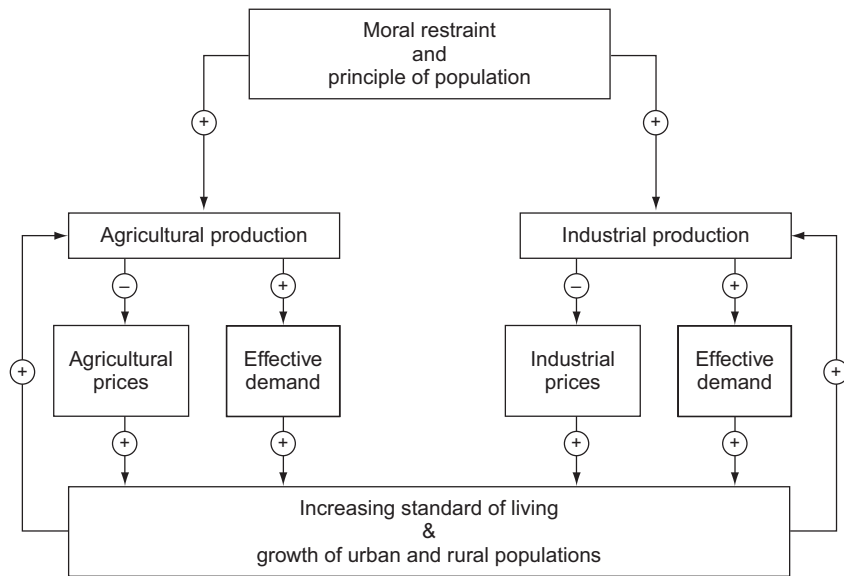 Moral restraint
and
principle of population
+
+
Agricultural production
Industrial production
–
+
–
+
Agricultural
prices
Effective
demand
Industrial
prices
Effective
demand
+
+
+
+
+
+
Increasing standard of living
&
growth of urban and rural populations